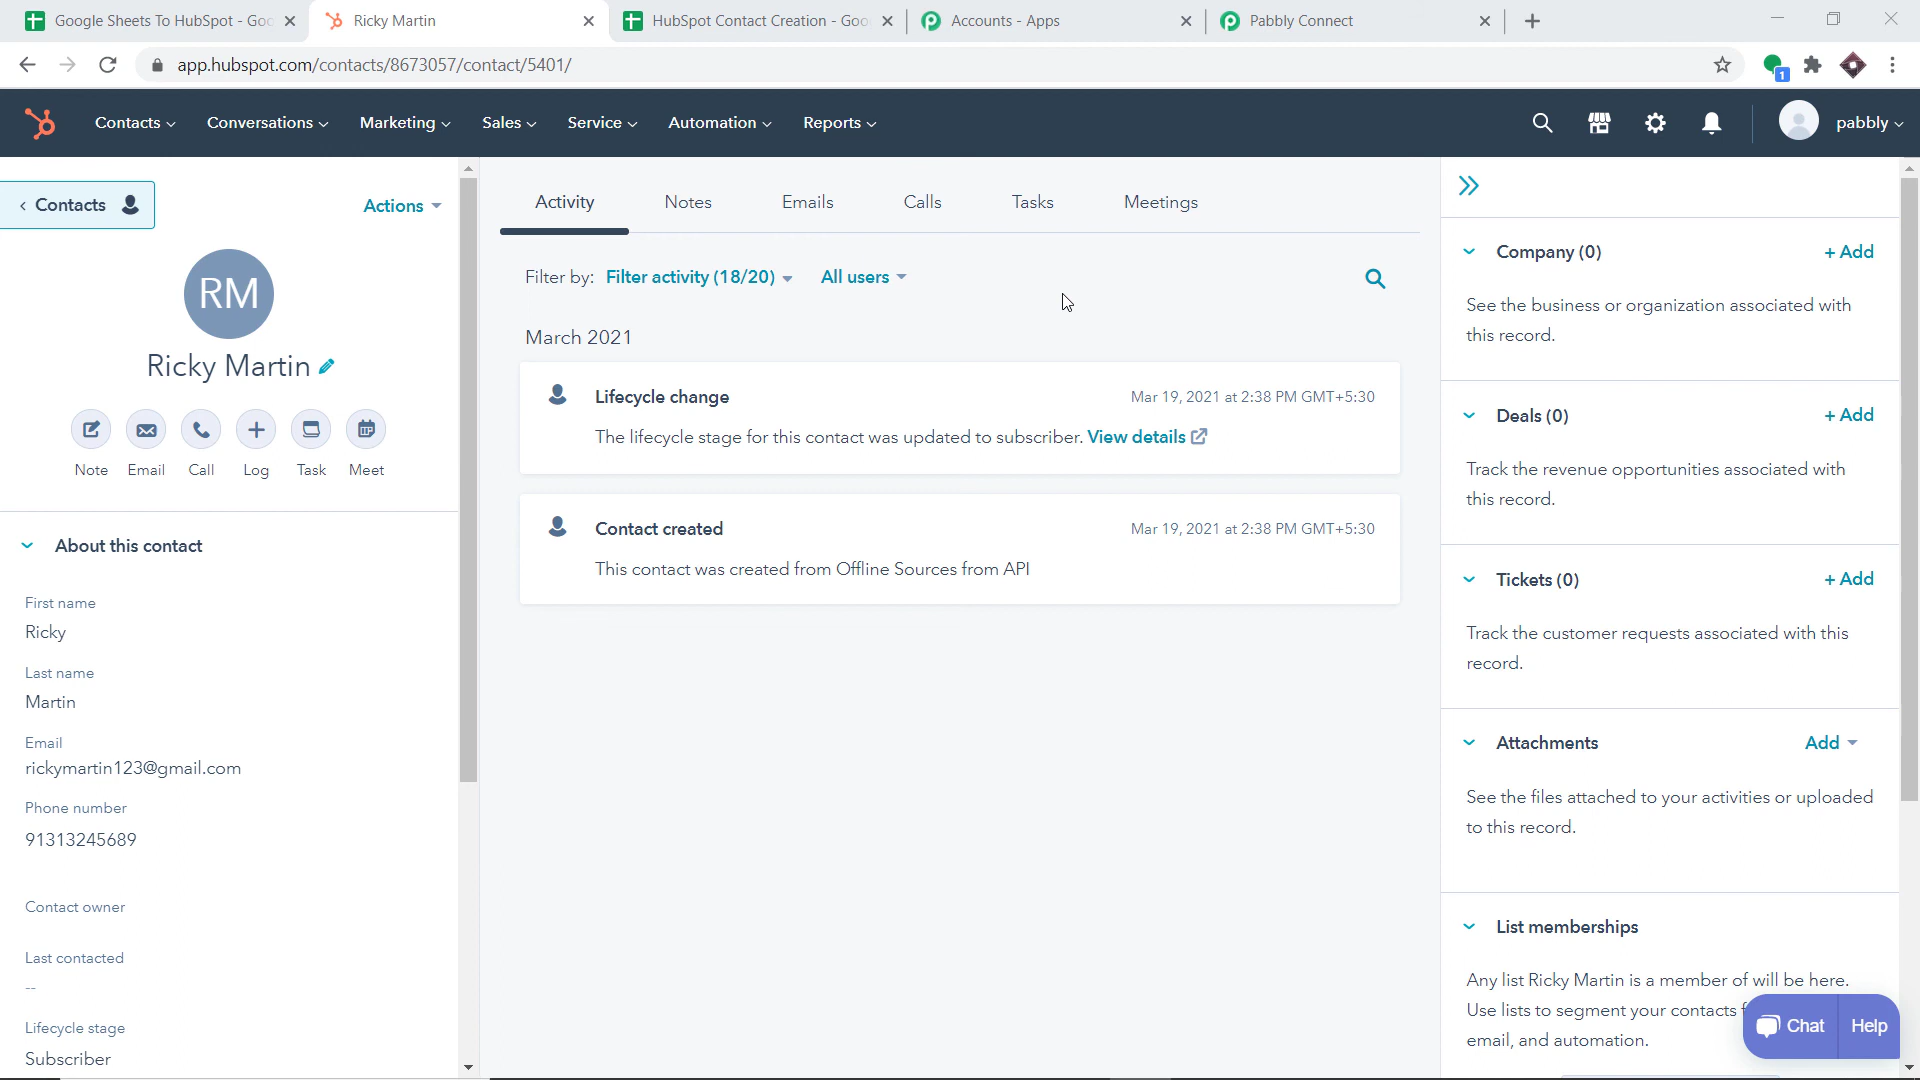 Google Sheets To HubSpot - Goo
Ricky Martin
HubSpot Contact Creation - Goo
Accounts - Apps
Pabbly Connect
app.hubspot.com/contacts/8673057/contact/5401/
1
Contacts
Conversations
Marketing
Sales
Service
Automation
Reports
pabbly
Contacts
Actions
RM
Ricky Martin
Note
Email
Call
Log
Task
Meet
About this contact
First name
Ricky
Last name
Martin
Email
rickymartin123@gmail.com
Phone number
91313245689
Contact owner
Last contacted
--
Lifecycle stage
Subscriber
Activity
Notes
Emails
Calls
Tasks
Meetings
Filter by: Filter activity (18/20) All users
March 2021
Lifecycle change
Mar 19, 2021 at 2:38 PM GMT+5:30
The lifecycle stage for this contact was updated to subscriber. View details
Contact created
Mar 19, 2021 at 2:38 PM GMT+5:30
This contact was created from Offline Sources from API
Company (0)
+ Add
See the business or organization associated with
this record.
Deals (0)
+ Add
Track the revenue opportunities associated with
this record.
Tickets (0)
+ Add
Track the customer requests associated with this
record.
Attachments
Add
See the files attached to your activities or uploaded
to this record.
List memberships
Any list Ricky Martin is a member of will be here.
Use lists to segment your contacts
email, and automation.
Chat
Help